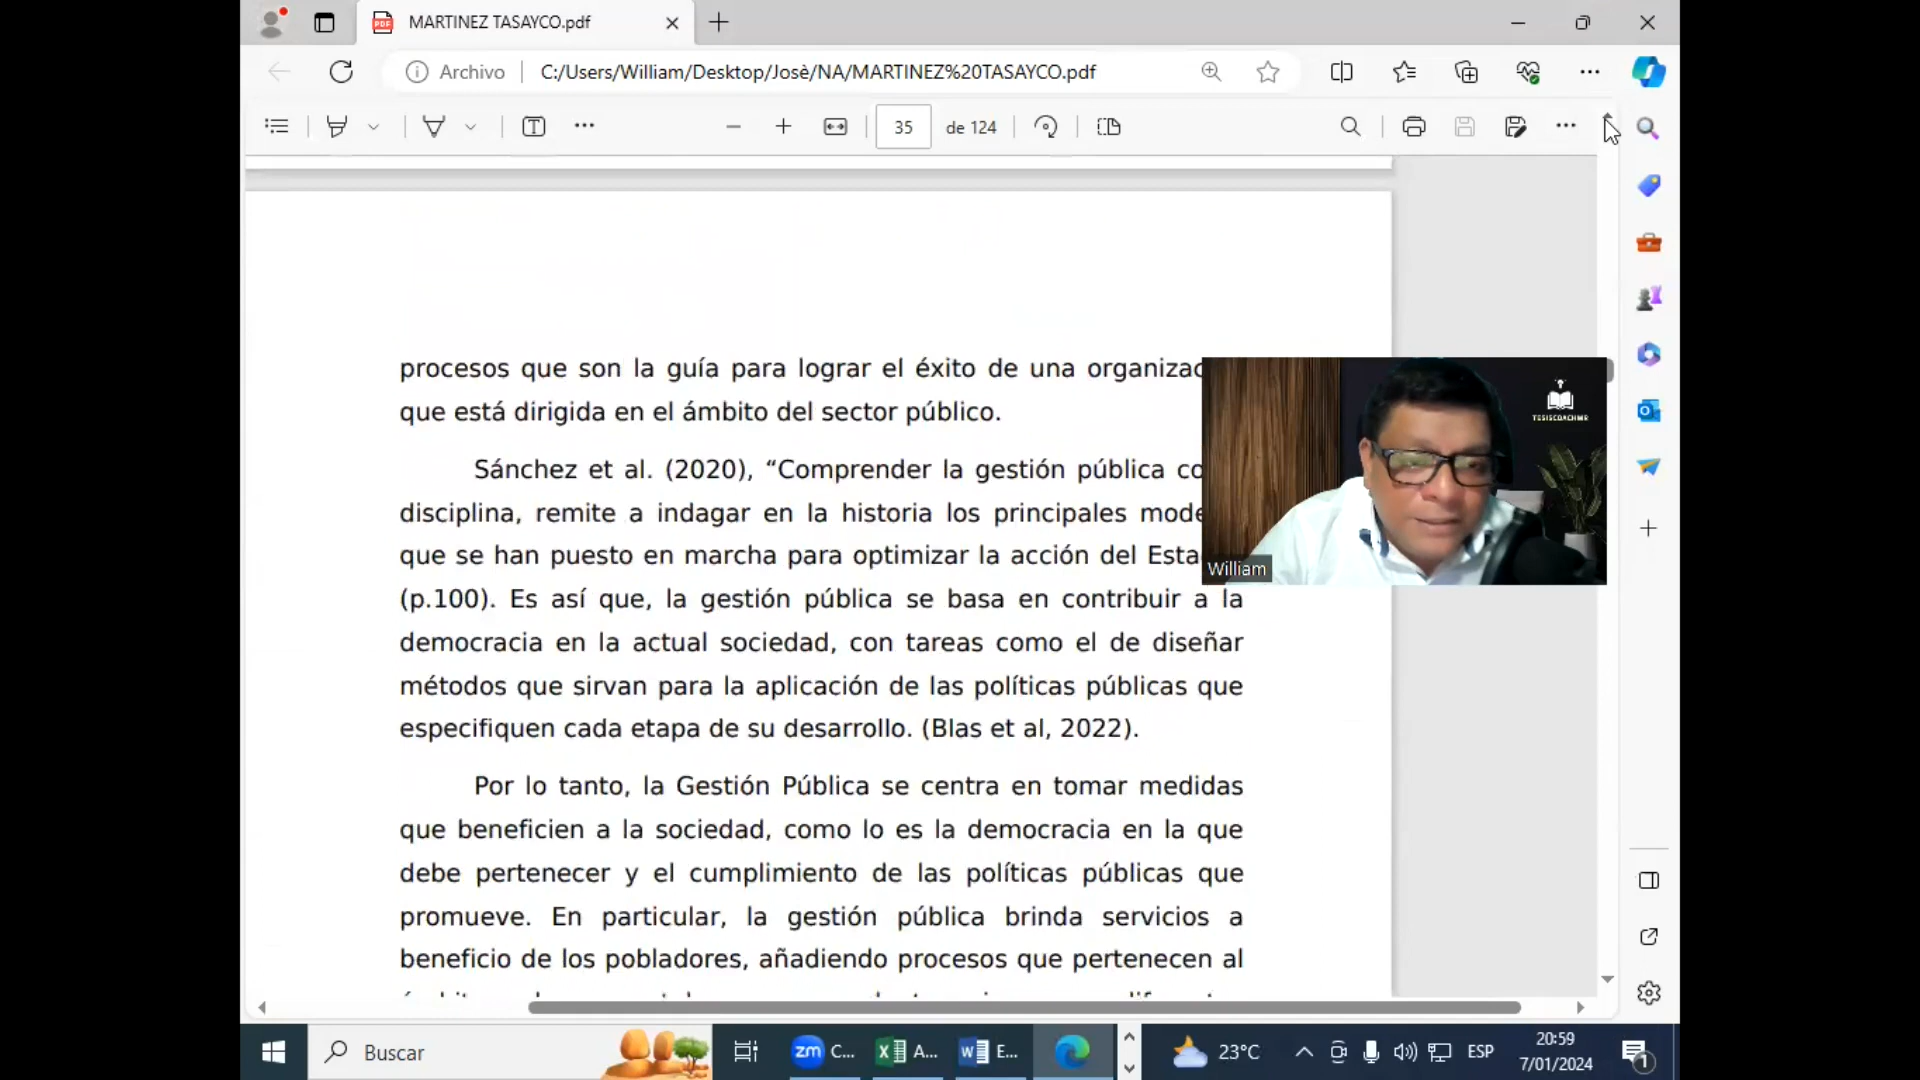 MARTINEZ TASAYCO.pdf
Archivo
C:/Users/William/Desktop/Josè/NA/MARTINEZ%20TASAYCO.pdf
35 de 124
procesos que son la guía para lograr el éxito de una organizac
que está dirigida en el ámbito del sector público.
Sánchez et al. (2020), “Comprender la gestión pública co
disciplina, remite a indagar en la historia los principales mode
que se han puesto en marcha para optimizar la acción del Esta
(p.100). Es así que, la gestión pública se basa en contribuir a la
democracia en la actual sociedad, con tareas como el de diseñar
métodos que sirvan para la aplicación de las políticas públicas que
especifiquen cada etapa de su desarrollo. (Blas et al, 2022).
Por lo tanto, la Gestión Pública se centra en tomar medidas
que beneficien a la sociedad, como lo es la democracia en la que
debe pertenecer y el cumplimiento de las políticas públicas que
promueve. En particular, la gestión pública brinda servicios a
beneficio de los pobladores, añadiendo procesos que pertenecen al
TESISCOACHMR
William
Buscar
zm C...
A...
E...
23°C
ESP
20:59
7/01/2024
1